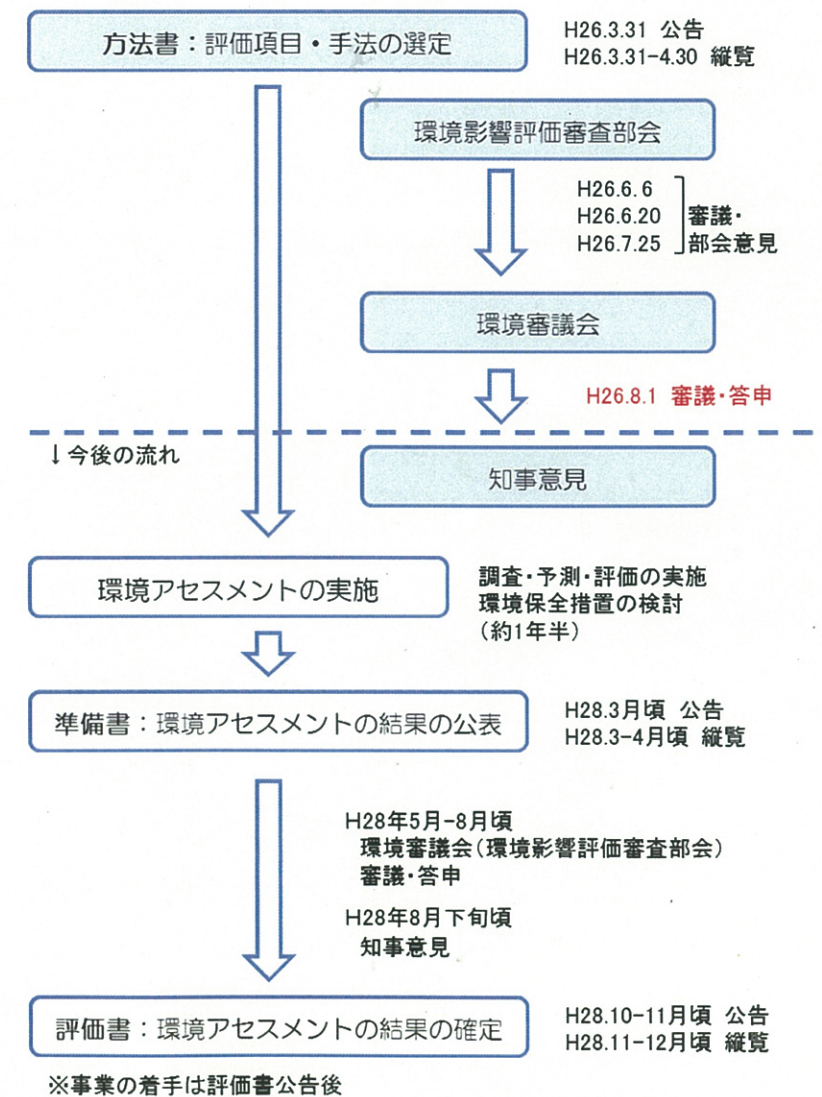 方法書：評価項目・手法の選定
H26.3.31 公告
H26.3.31-4.30 縦覧
環境影響評価審査部会
H26.6.6
H26.6.20
H26.7.25
審議・
部会意見
環境審議会
H26.8.1 審議・答申
↓今後の流れ
知事意見
環境アセスメントの実施
調査・予測・評価の実施
環境保全措置の検討
（約1年半）
準備書：環境アセスメントの結果の公表
H28.3月頃 公告
H28.3-4月頃 縦覧
H28年5月-8月頃
環境審議会（環境影響評価審査部会）
審議・答申
H28年8月下旬頃
知事意見
評価書：環境アセスメントの結果の確定
H28.10-11月頃 公告
H28.11-12月頃 縦覧
※事業の着手は評価書公告後